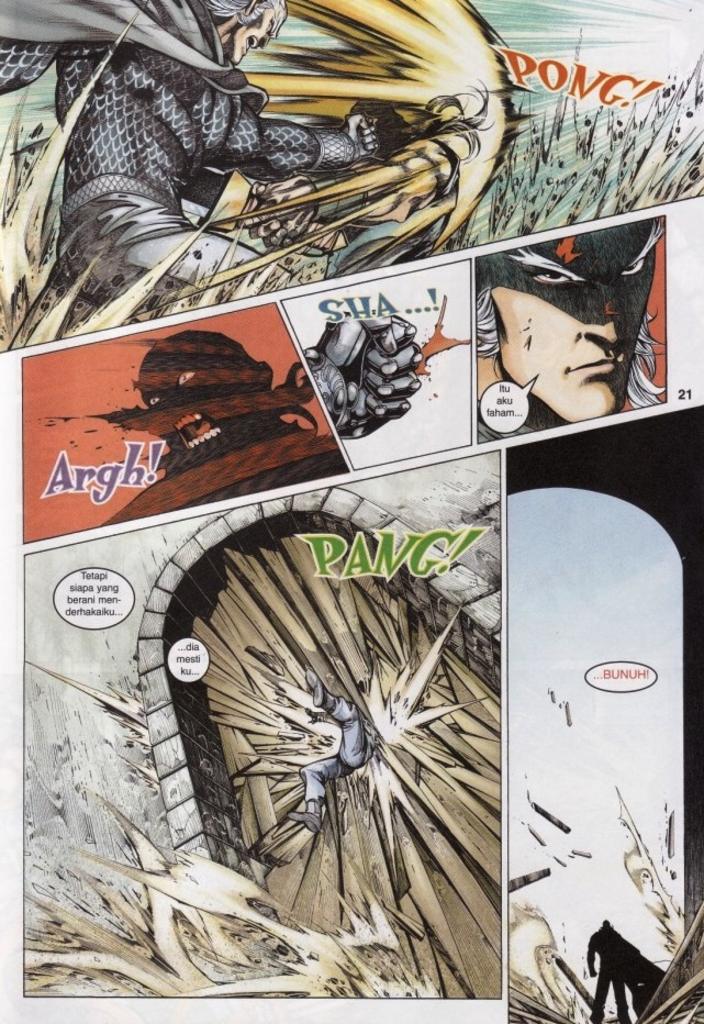 PONG!
Argh!
SHA...!
Itu
aku
faham...
21
PANG!
Tetapi
siapa yang
berani men-
derhakaiku...
...dia
mesti
ku...
...BUNUH!